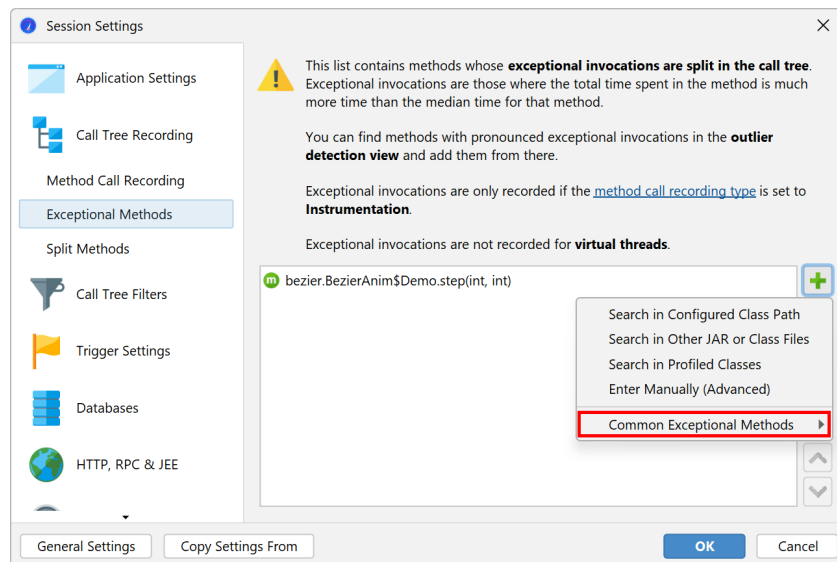 Session Settings
Application Settings
Call Tree Recording
Method Call Recording
Exceptional Methods
Split Methods
Call Tree Filters
Trigger Settings
Databases
HTTP, RPC & JEE
This list contains methods whose exceptional invocations are split in the call tree.
Exceptional invocations are those where the total time spent in the method is much
more time than the median time for that method.
You can find methods with pronounced exceptional invocations in the outlier
detection view and add them from there.
Exceptional invocations are only recorded if the method call recording type is set to
Instrumentation.
Exceptional invocations are not recorded for virtual threads.
m bezier.BezierAnim$Demo.step(int, int)
Search in Configured Class Path
Search in Other JAR or Class Files
Search in Profiled Classes
Enter Manually (Advanced)
Common Exceptional Methods
General Settings
Copy Settings From
OK
Cancel